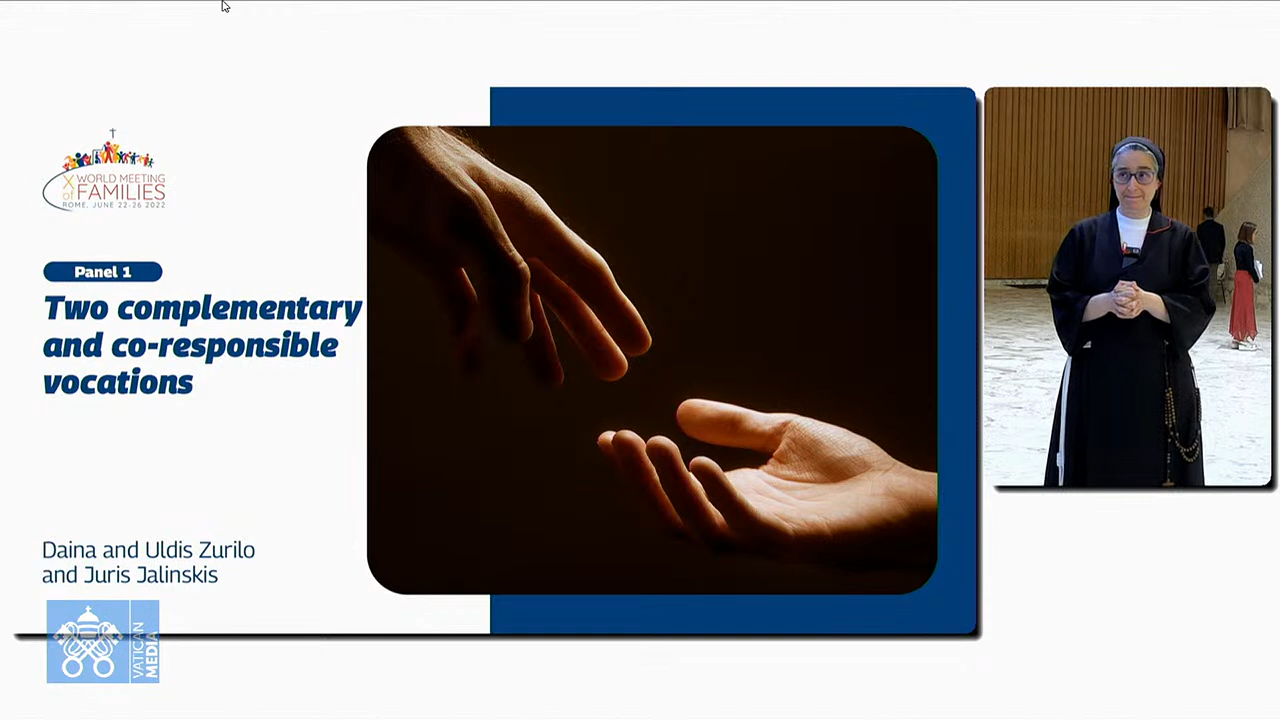 X WORLD MEETING
of FAMILIES
ROME, JUNE 22-26 2022
Panel 1
Two complementary
and co-responsible
vocations
Daina and Uldis Zurilo
and Juris Jalinskis
VATICAN
MEDIA